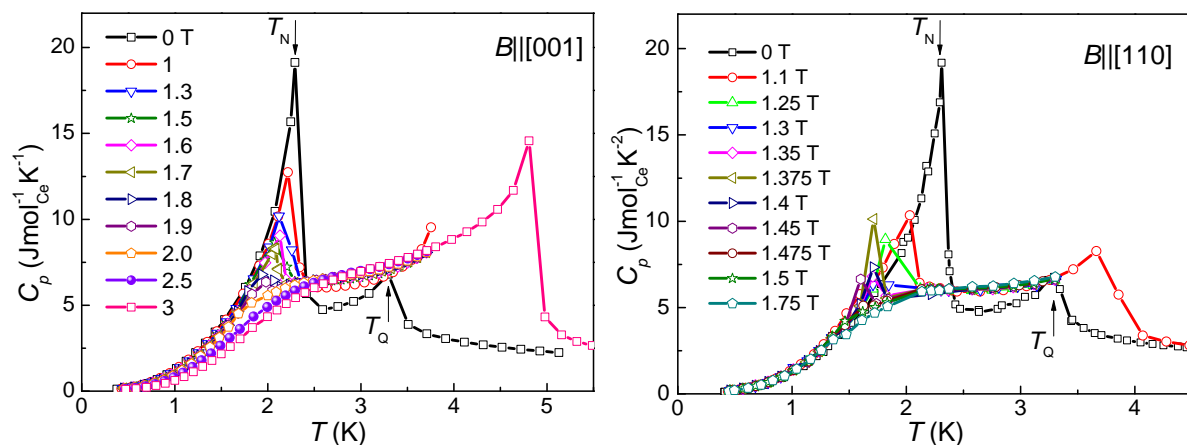 T_N
B||[001]
0 T
1
1.3
1.5
1.6
1.7
1.8
1.9
2.0
2.5
3
T_Q
20
15
10
5
0
0 1 2 3 4 5
C_p (Jmol^-1_Ce K^-1)
T (K)
T_N
B||[110]
0 T
1.1 T
1.25 T
1.3 T
1.35 T
1.375 T
1.4 T
1.45 T
1.475 T
1.5 T
1.75 T
T_Q
20
15
10
5
0
0 1 2 3 4
C_p (Jmol^-1_Ce K^-2)
T (K)